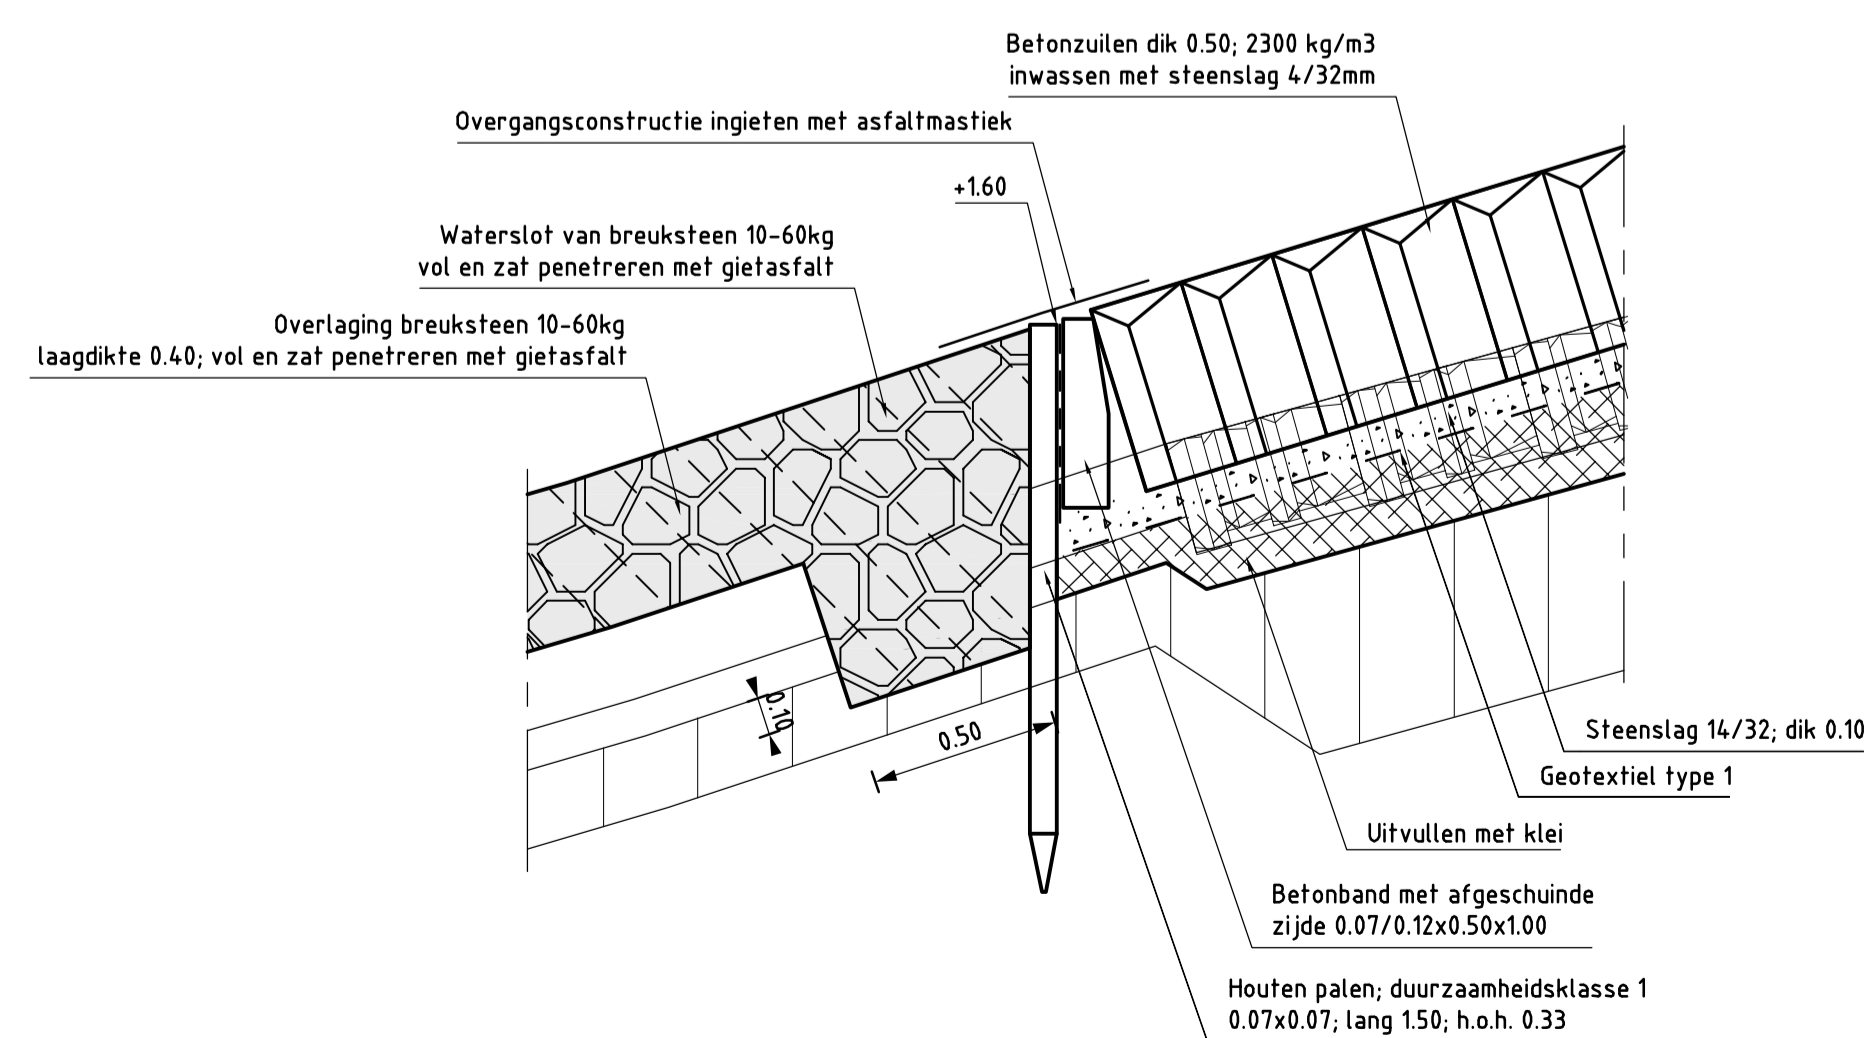 Betonzuilen dik 0.50; 2300 kg/m3
inwassen met steenslag 4/32mm
Overgangsconstructie ingieten met asfaltmastiek
+1.60
Waterslot van breuksteen 10-60kg
vol en zat penetreren met gietasfalt
Overlaging breuksteen 10-60kg
laagdikte 0.40; vol en zat penetreren met gietasfalt
0.10
0.50
Steenslag 14/32; dik 0.10
Geotextiel type 1
Uitvullen met klei
Betonband met afgeschuinde
zijde 0.07/0.12x0.50x1.00
Houten palen; duurzaamheidsklasse 1
0.07x0.07; lang 1.50; h.o.h. 0.33